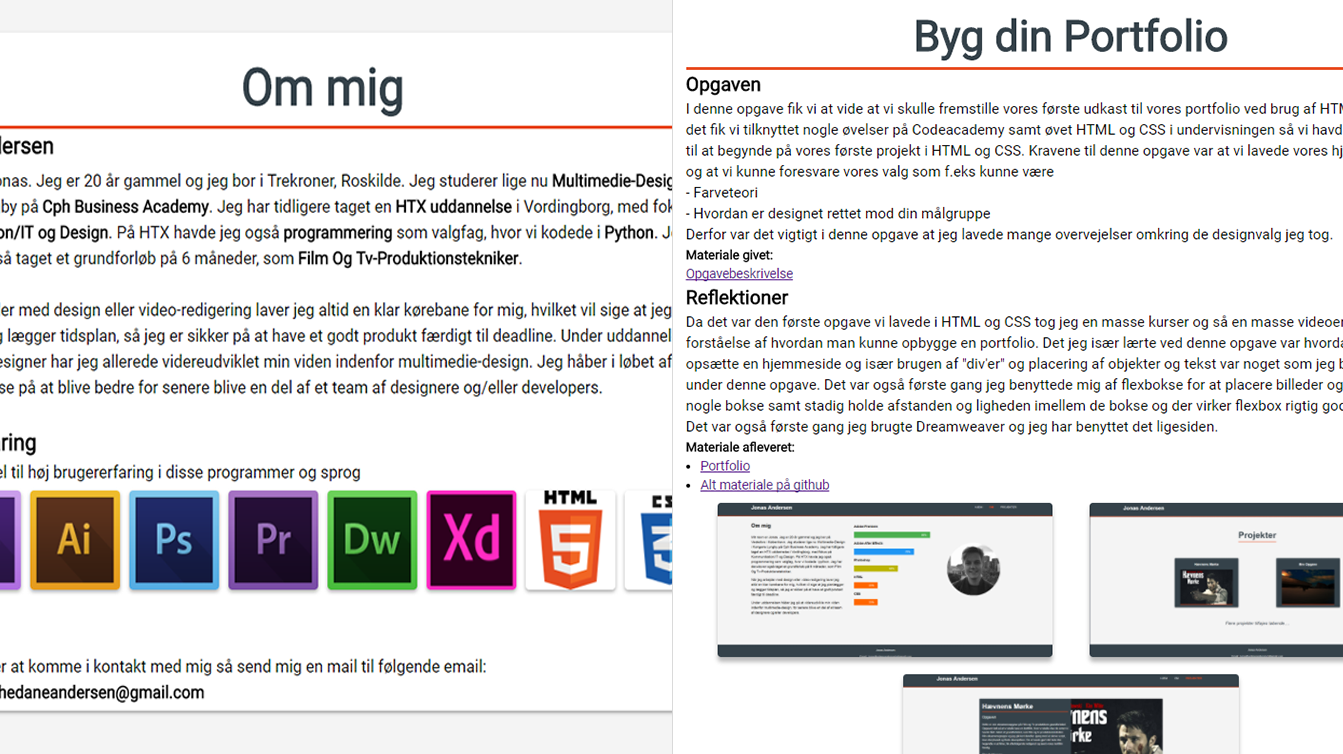 Om mig
dersen
onas. Jeg er 20 år gammel og jeg bor i Trekroner, Roskilde. Jeg studerer lige nu Multimedie-Desig
by på Cph Business Academy. Jeg har tidligere taget en HTX uddannelse i Vordingborg, med fok
on/IT og Design. På HTX havde jeg også programmering som valgfag, hvor vi kodede i Python. J
så taget et grundforløb på 6 måneder, som Film Og Tv-Produktionstekniker.
er med design eller video-redigering laver jeg altid en klar kørebane for mig, hvilket vil sige at jeg
g lægger tidsplan, så jeg er sikker på at have et godt produkt færdigt til deadline. Under uddannel
esigner har jeg allerede videreudviklet min viden indenfor multimedie-design. Jeg håber i løbet af
se på at blive bedre for senere blive en del af et team af designere og/eller developers.
ring
el til høj brugererfaring i disse programmer og sprog
Ai Ps Pr Dw Xd HTML 5 CS 3
er at komme i kontakt med mig så send mig en mail til følgende email:
hedaneandersen@gmail.com
Byg din Portfolio
Opgaven
I denne opgave fik vi at vide at vi skulle fremstille vores første udkast til vores portfolio ved brug af HTM
det fik vi tilknyttet nogle øvelser på Codeacademy samt øvet HTML og CSS i undervisningen så vi havd
til at begynde på vores første projekt i HTML og CSS. Kravene til denne opgave var at vi lavede vores hj
og at vi kunne foresvare vores valg som f.eks kunne være
- Farveteori
- Hvordan er designet rettet mod din målgruppe
Derfor var det vigtigt i denne opgave at jeg lavede mange overvejelser omkring de designvalg jeg tog.
Materiale givet:
Opgavebeskrivelse
Reflektioner
Da det var den første opgave vi lavede i HTML og CSS tog jeg en masse kurser og så en masse videoer
forståelse af hvordan man kunne opbygge en portfolio. Det jeg især lærte ved denne opgave var hvorda
opsætte en hjemmeside og især brugen af "div'er" og placering af objekter og tekst var noget som jeg b
under denne opgave. Det var også første gang jeg benyttede mig af flexbokse for at placere billeder og
nogle bokse samt stadig holde afstanden og ligheden imellem de bokse og der virker flexbox rigtig god
Det var også første gang jeg brugte Dreamweaver og jeg har benyttet det ligesiden.
Materiale afleveret:
• Portfolio
• Alt materiale på github
Jonas Andersen
Om mig
Jonas Andersen
Projekter
Hævnens Mørke
Flere projekter tilføjes løbende...
Jonas Andersen
Hævnens Mørke